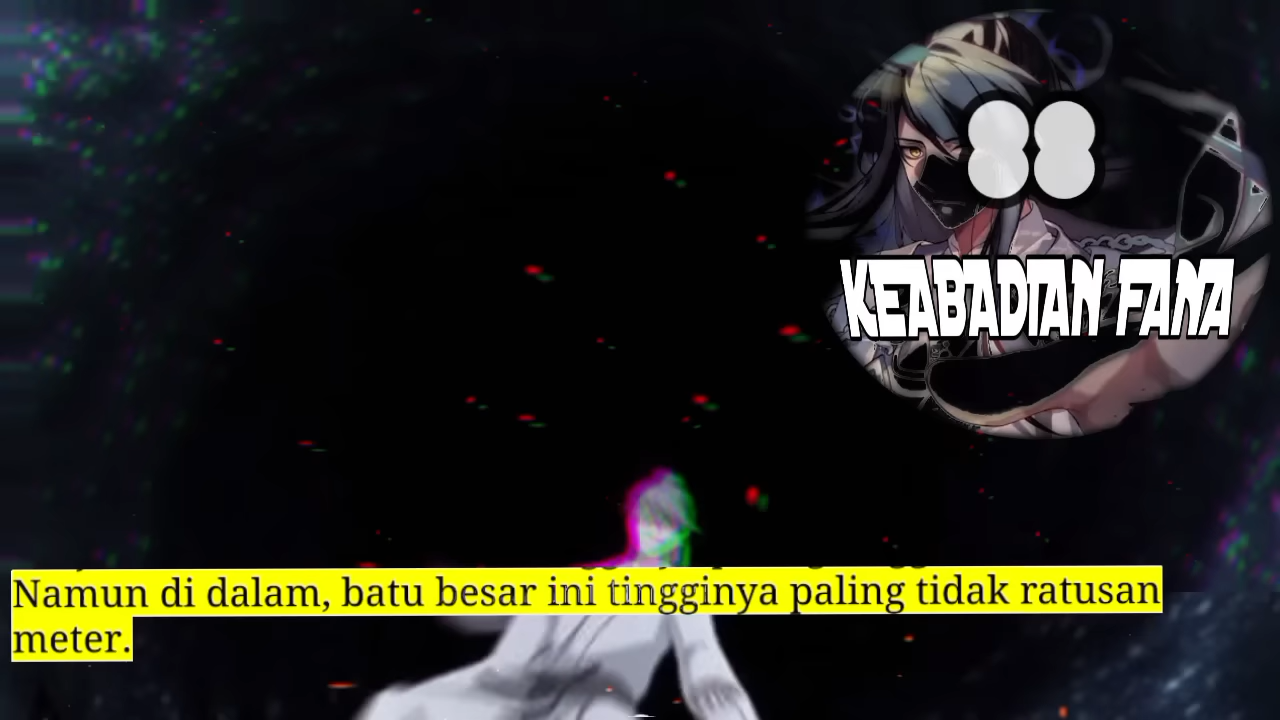 88
KEABADIAN FANA
Namun di dalam, batu besar ini tingginya paling tidak ratusan
meter.